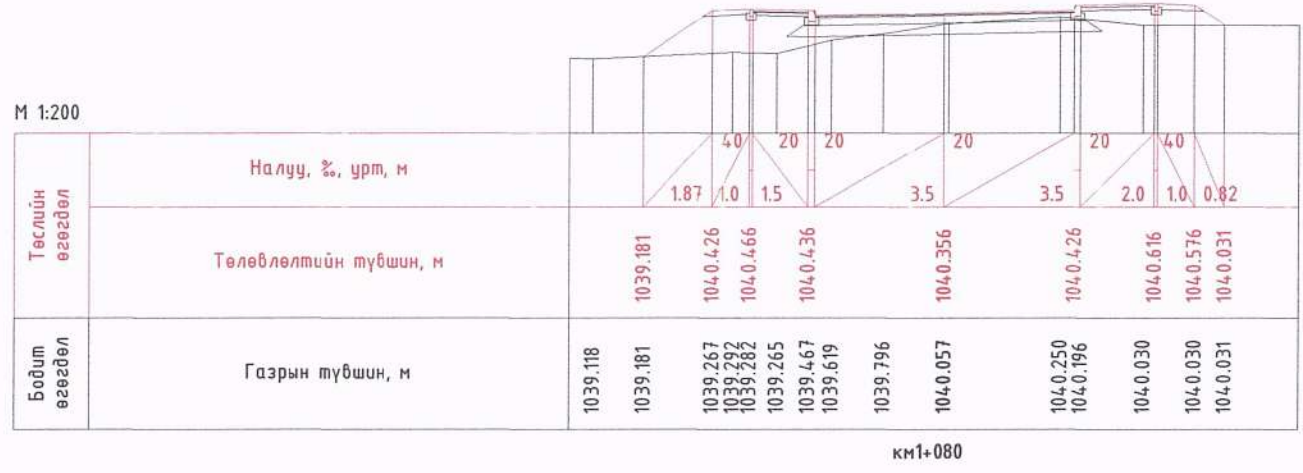 М 1:200
Төслийн өгөгдөл
Налуу, ‰, урт, м
40 20 20 20 20 40
1.87 1.0 1.5 3.5 3.5 2.0 1.0 0.82
Төлөвлөлтийн түвшин, м
1039.181 1040.426 1040.466 1040.436 1040.356 1040.426 1040.616 1040.576 1040.031
Бодит өгөгдөл
Газрын түвшин, м
1039.118 1039.181 1039.267 1039.292 1039.282 1039.265 1039.467 1039.619 1039.796 1040.057 1040.250 1040.196 1040.030 1040.030 1040.031
км1+080